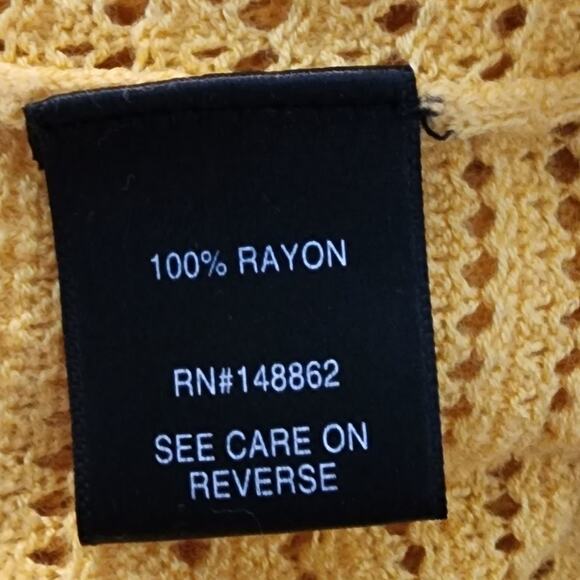 100% RAYON
RN#148862
SEE CARE ON
REVERSE